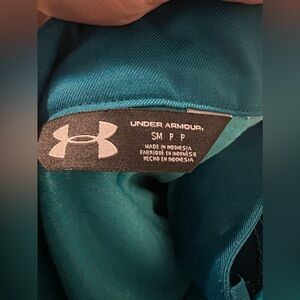 UNDER ARMOUR.
SM P P
MADE IN INDONESIA
FABRIQUÉ EN INDONÉSIE
HECHO EN INDONESIA